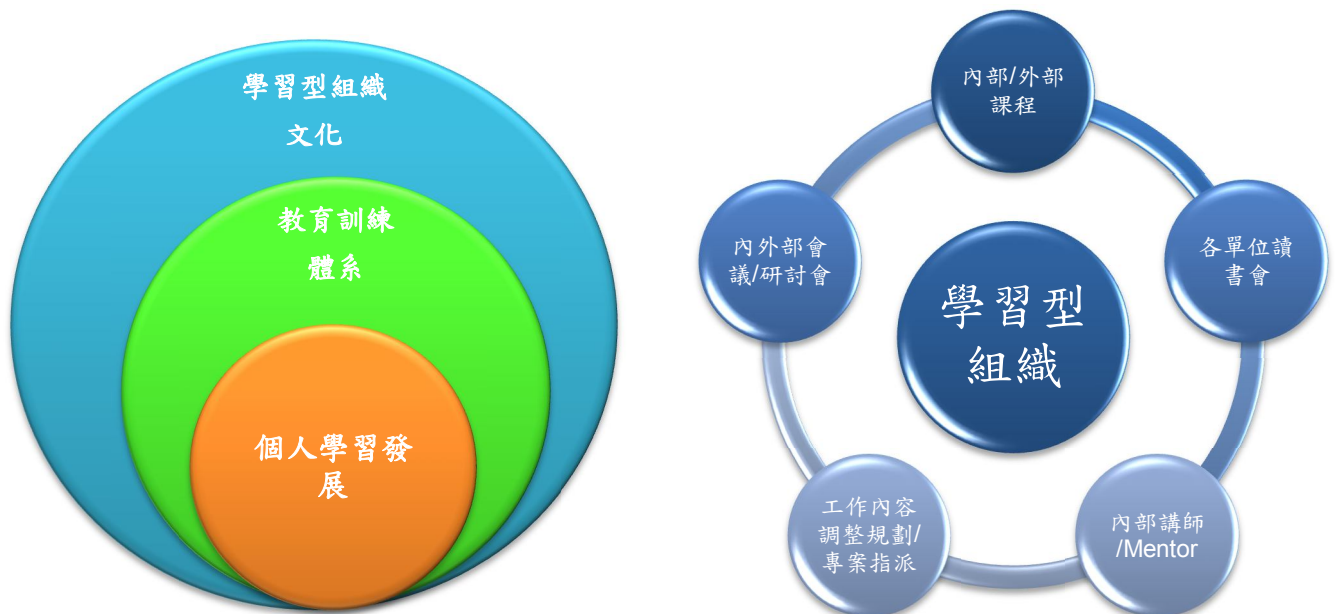 學習型組織
文化
教育訓練
體系
個人學習發
展
內部/外部
課程
各單位讀
書會
內部講師
/Mentor
工作內容
調整規劃/
專案指派
內外部會
議/研討會
學習型
組織